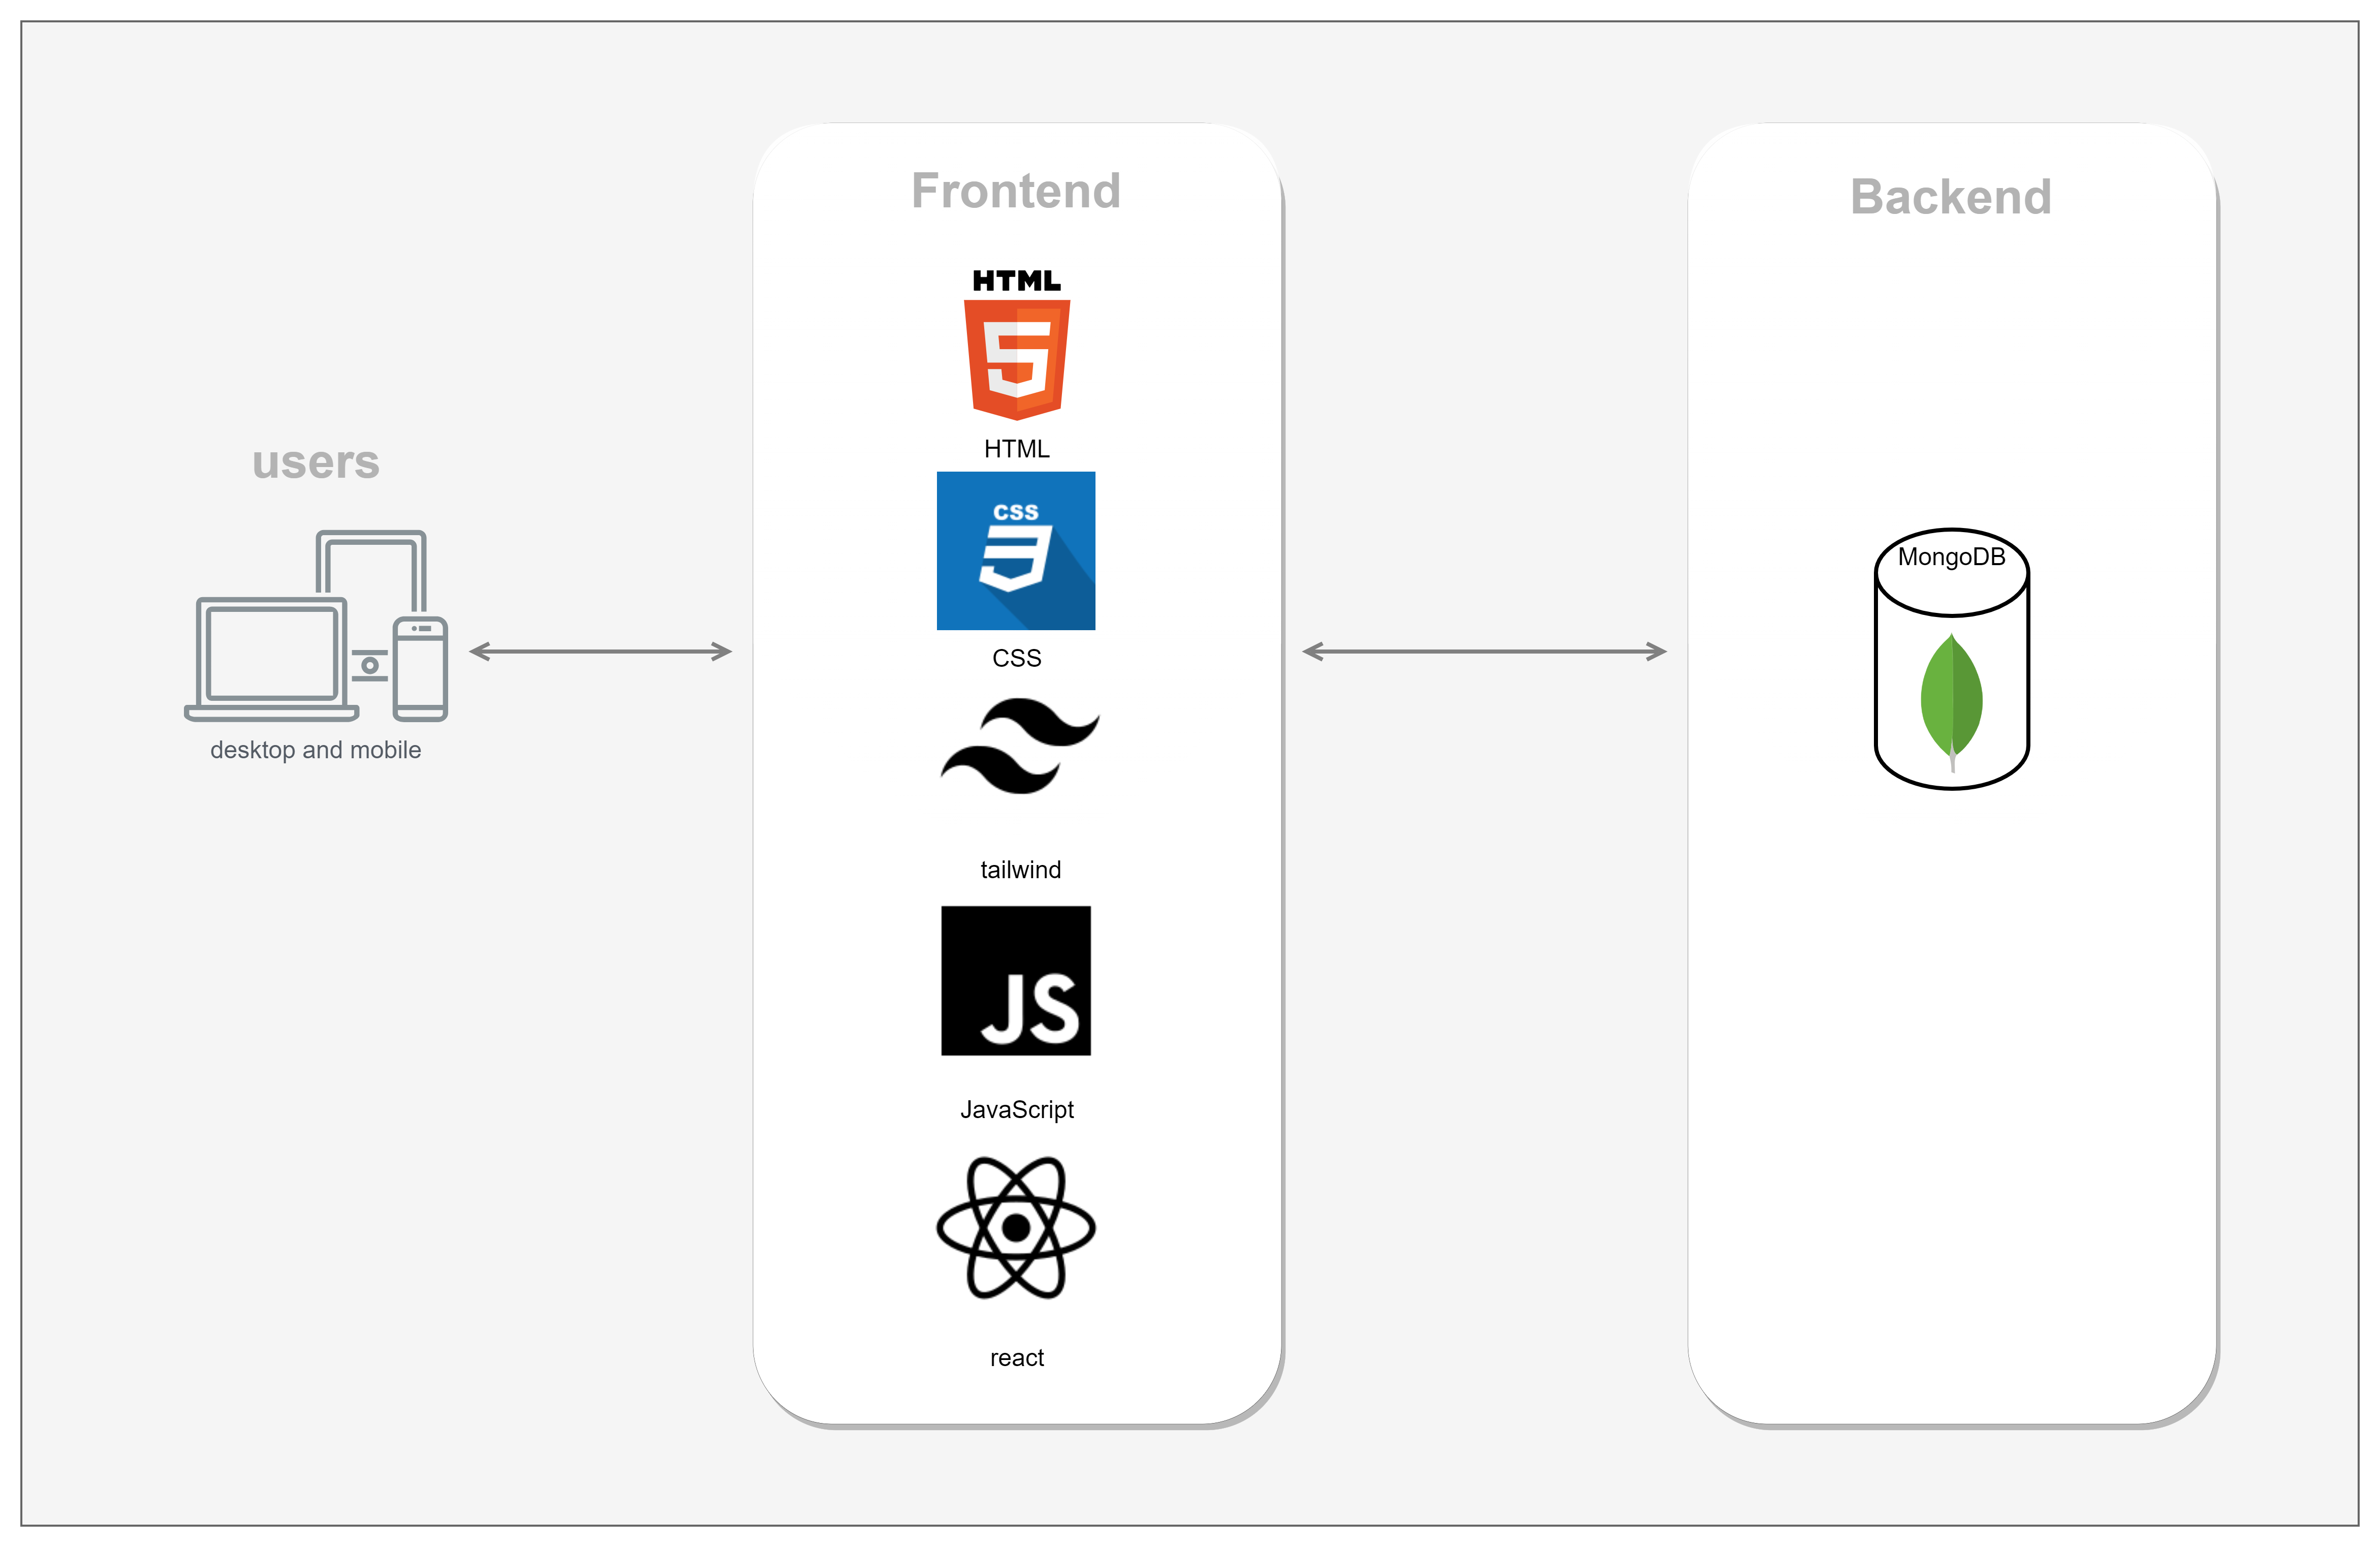 users
desktop and mobile
Frontend
HTML
HTML
CSS
CSS
tailwind
JS
JavaScript
react
Backend
MongoDB